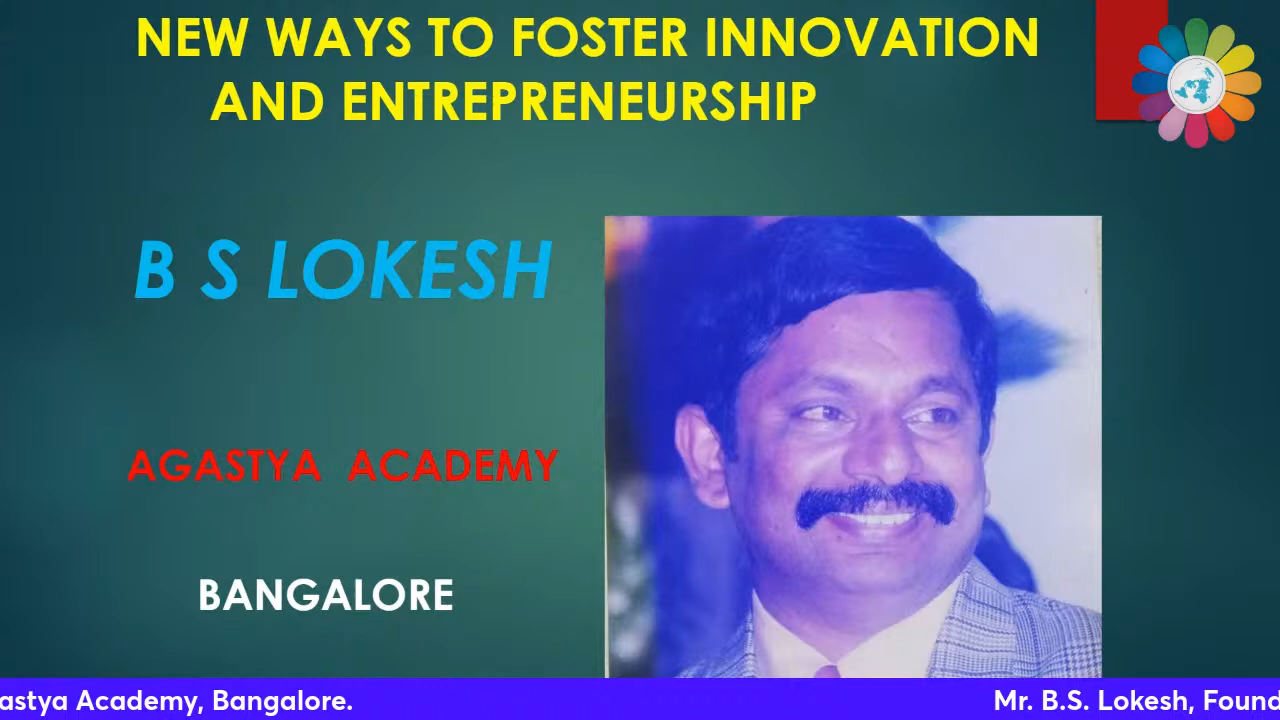 NEW WAYS TO FOSTER INNOVATION
AND ENTREPRENEURSHIP
B S LOKESH
AGASTYA ACADEMY
BANGALORE
Academy, Bangalore.
Mr. B.S. Lokesh,